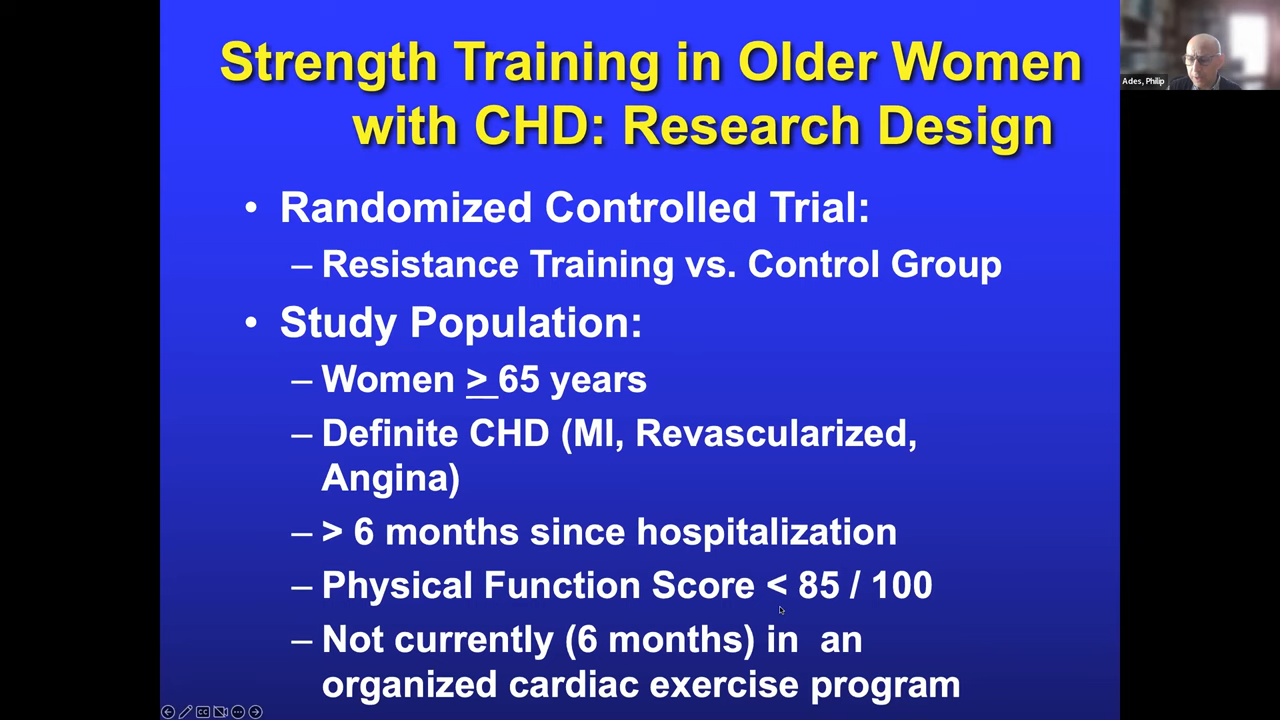 Strength Training in Older Women
with CHD: Research Design
• Randomized Controlled Trial:
– Resistance Training vs. Control Group
• Study Population:
– Women > 65 years
– Definite CHD (MI, Revascularized,
Angina)
– > 6 months since hospitalization
– Physical Function Score < 85 / 100
– Not currently (6 months) in an
organized cardiac exercise program
Ades, Philip
CC